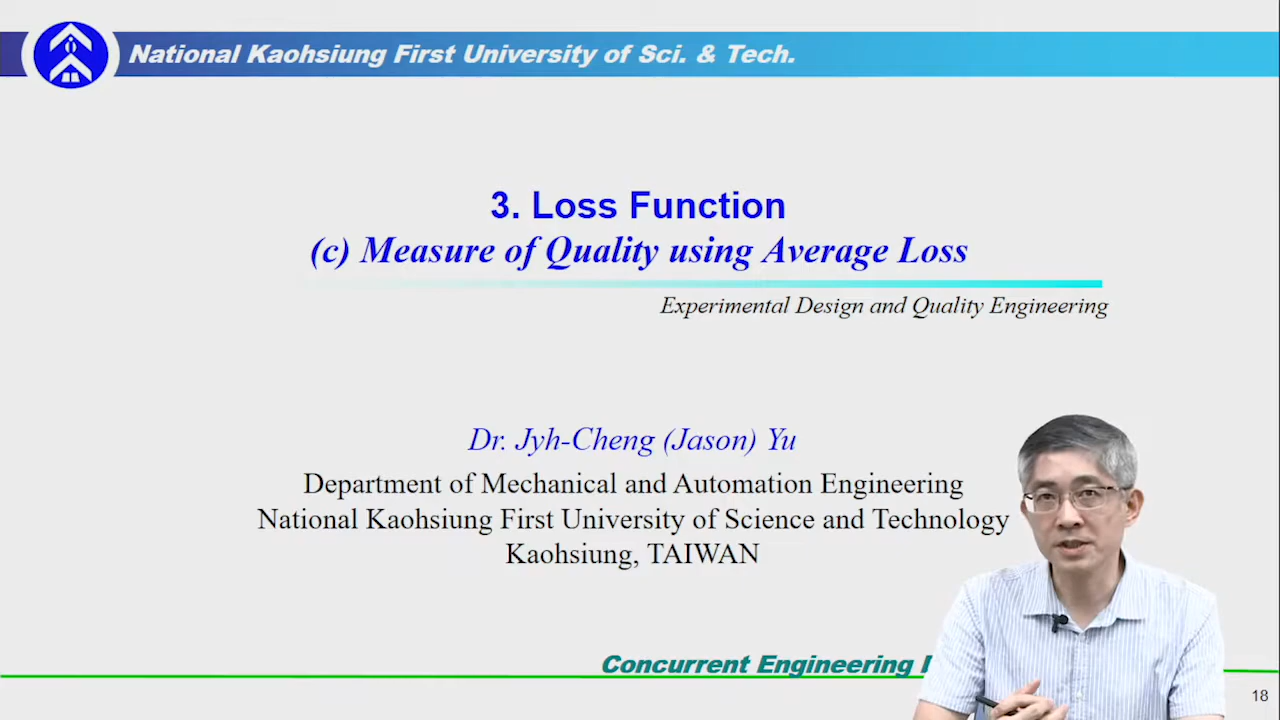 National Kaohsiung First University of Sci. & Tech.
3. Loss Function
(c) Measure of Quality using Average Loss
Experimental Design and Quality Engineering
Dr. Jyh-Cheng (Jason) Yu
Department of Mechanical and Automation Engineering
National Kaohsiung First University of Science and Technology
Kaohsiung, TAIWAN
Concurrent Engineering
18